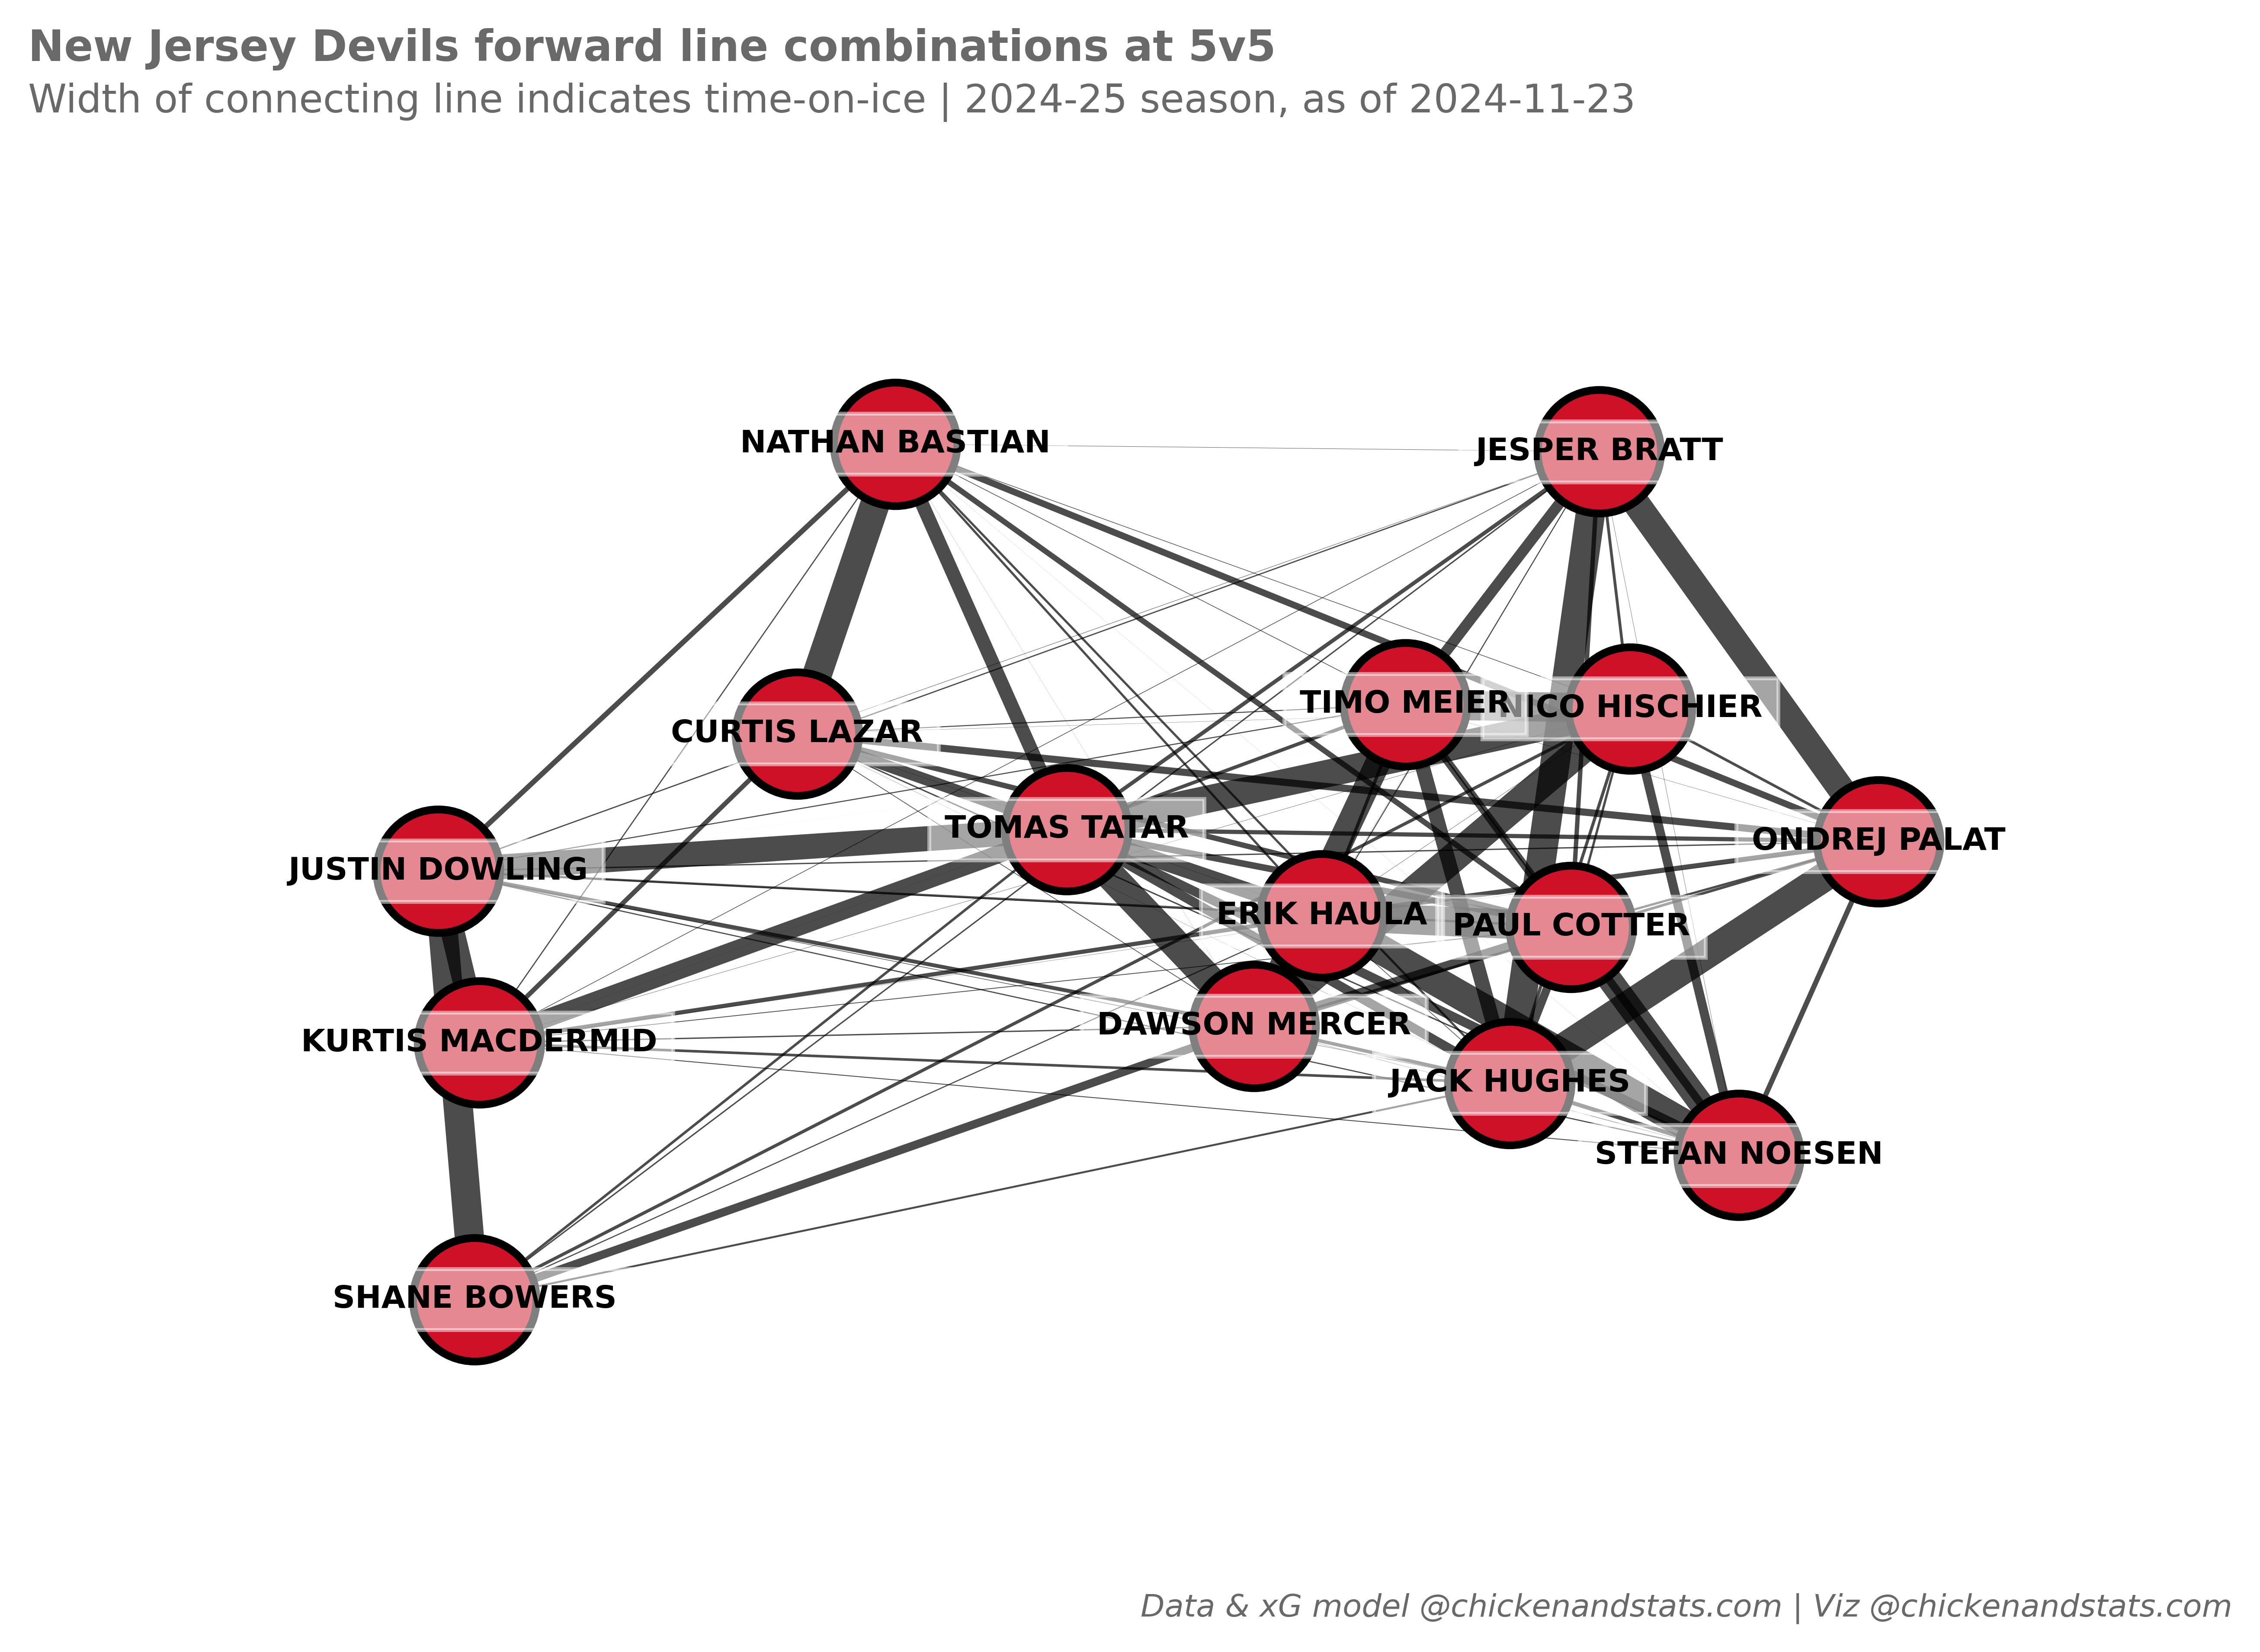 New Jersey Devils forward line combinations at 5v5
Width of connecting line indicates time-on-ice | 2024-25 season, as of 2024-11-23
NATHAN BASTIAN
JESPER BRATT
TIMO MEIER
NICO HISCHIER
CURTIS LAZAR
TOMAS TATAR
ONDREJ PALAT
JUSTIN DOWLING
ERIK HAULA
PAUL COTTER
DAWSON MERCER
KURTIS MACDERMID
JACK HUGHES
STEFAN NOESEN
SHANE BOWERS
Data & xG model @chickenandstats.com | Viz @chickenandstats.com